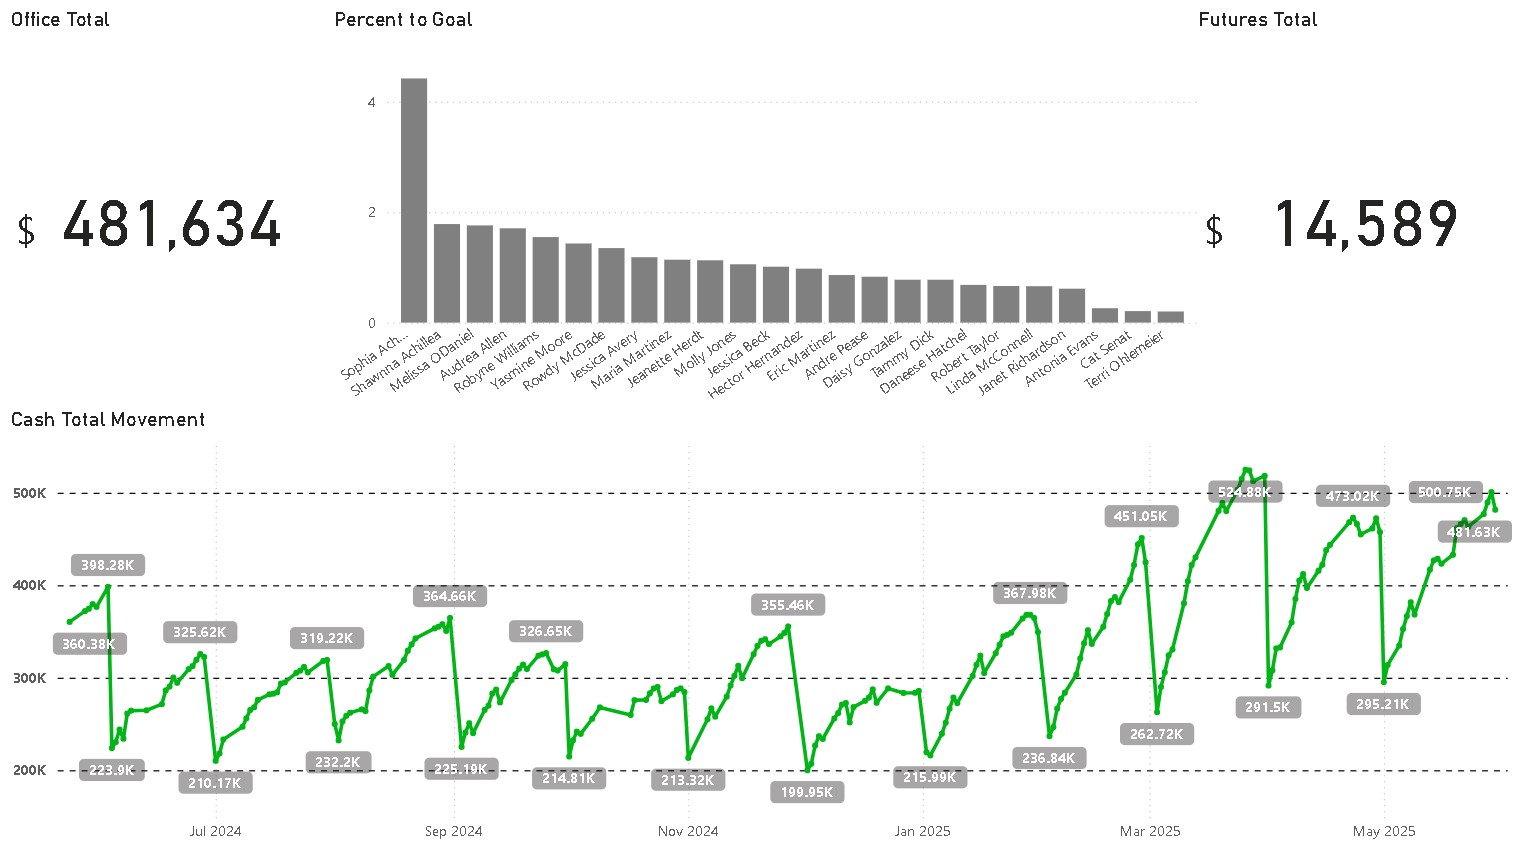 Office Total
Percent to Goal
Futures Total
$ 481,634
4
2
0
Sophia Ach...
Shawnna Achillea
Melissa ODaniel
Audrea Allen
Robyne Williams
Yasmine Moore
Rowdy McDade
Jessica Avery
Maria Martinez
Jeanette Herdt
Molly Jones
Jessica Beck
Hector Hernandez
Eric Martinez
Andre Pease
Daisy Gonzalez
Tammy Dick
Daneese Hatchel
Robert Taylor
Linda McConnell
Janet Richardson
Antonia Evans
Cat Senat
Terri Ohlemeier
$ 14,589
Cash Total Movement
500K
400K
300K
200K
360.38K
398.28K
223.9K
325.62K
210.17K
319.22K
232.2K
364.66K
225.19K
326.65K
214.81K
213.32K
355.46K
199.95K
215.99K
367.98K
236.84K
451.05K
262.72K
524.88K
291.5K
473.02K
295.21K
500.75K
481.63K
Jul 2024
Sep 2024
Nov 2024
Jan 2025
Mar 2025
May 2025